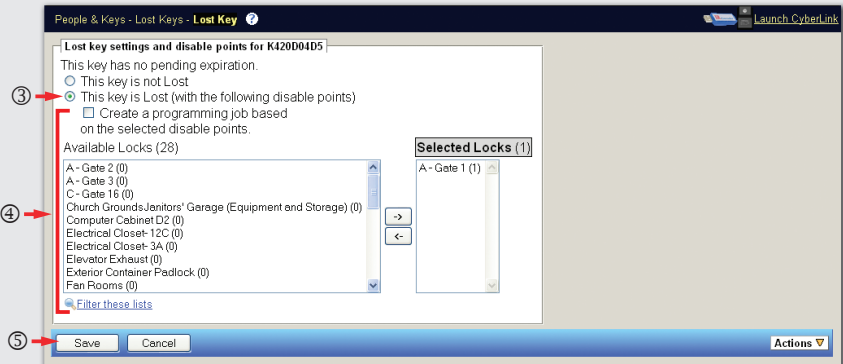 People & Keys - Lost Keys - Lost Key ?
Launch CyberLink
Lost key settings and disable points for K420D04D5
This key has no pending expiration.
This key is not Lost
③ This key is Lost (with the following disable points)
Create a programming job based
on the selected disable points.
Available Locks (28)
Selected Locks (1)
A - Gate 2 (0)
A - Gate 3 (0)
C - Gate 16 (0)
Church GroundsJanitors' Garage (Equipment and Storage) (0)
Computer Cabinet D2 (0)
Electrical Closet- 12C (0)
Electrical Closet- 3A (0)
Elevator Exhaust (0)
Exterior Container Padlock (0)
Fan Rooms (0)
->
<-
A - Gate 1 (1)
④
Filter these lists
⑤ Save Cancel
Actions